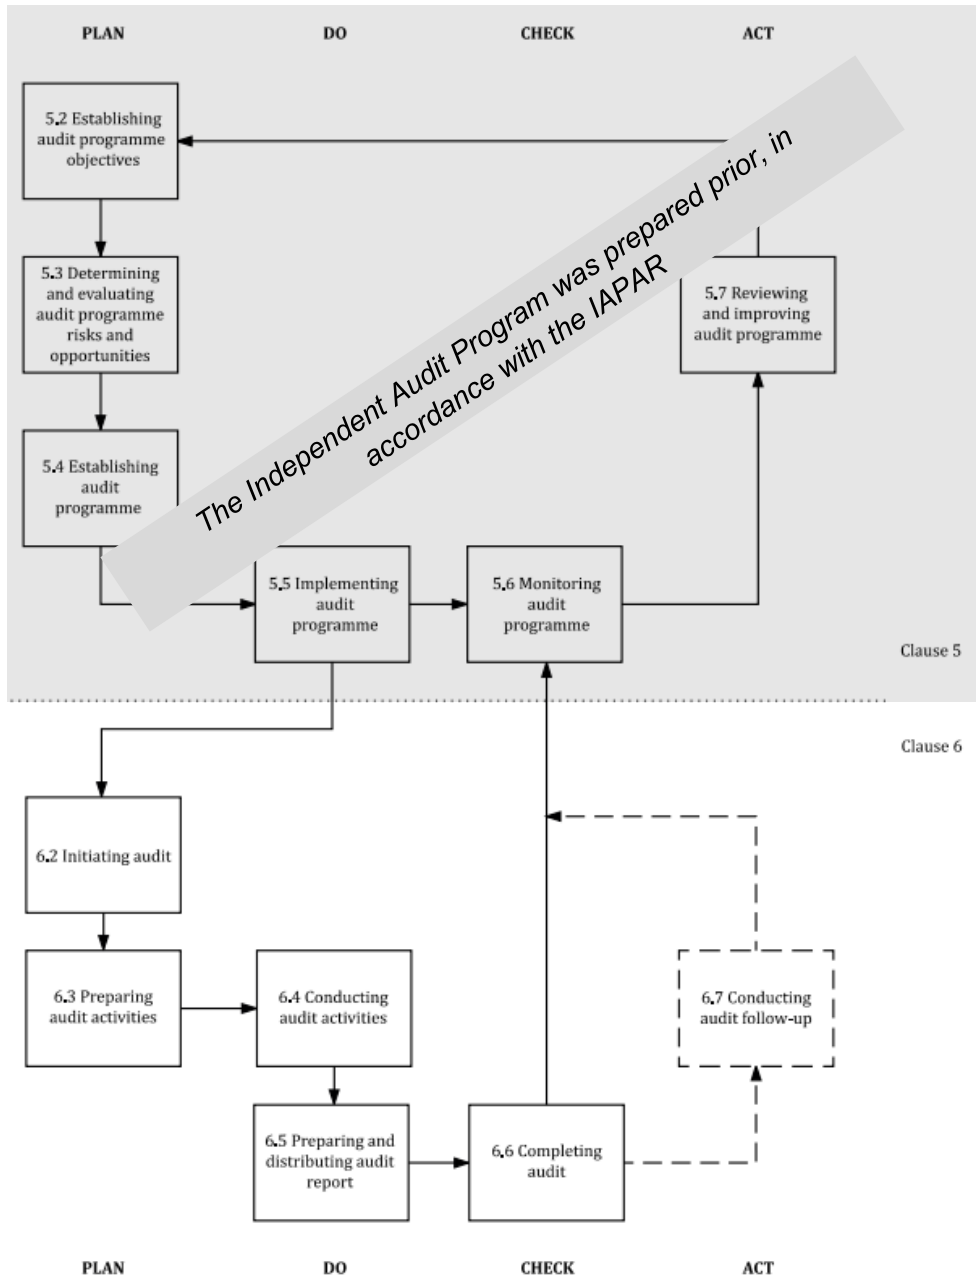 PLAN
DO
CHECK
ACT
5.2 Establishing
audit programme
objectives
The Independent Audit Program was prepared prior, in
accordance with the IAPAR
5.3 Determining
and evaluating
audit programme
risks and
opportunities
5.7 Reviewing
and improving
audit programme
5.4 Establishing
audit
programme
5.5 Implementing
audit
programme
5.6 Monitoring
audit
programme
Clause 5
Clause 6
6.2 Initiating audit
6.3 Preparing
audit activities
6.4 Conducting
audit activities
6.7 Conducting
audit follow-up
6.5 Preparing and
distributing audit
report
6.6 Completing
audit
PLAN
DO
CHECK
ACT